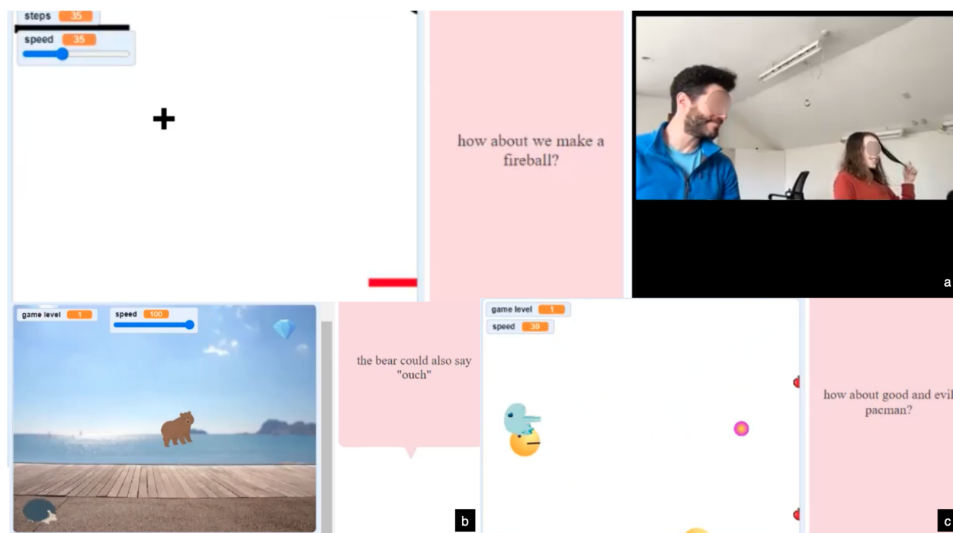 steps 35
speed 35
how about we make a
fireball?
a
game level 1
speed 100
the bear could also say
"ouch"
b
game level 1
speed 30
how about good and evil
pacman?
c